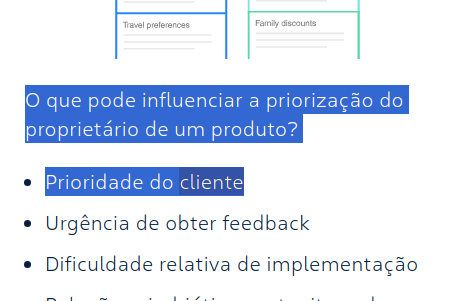 Travel preferences
Family discounts
O que pode influenciar a priorização do
proprietário de um produto?
Prioridade do cliente
Urgência de obter feedback
Dificuldade relativa de implementação